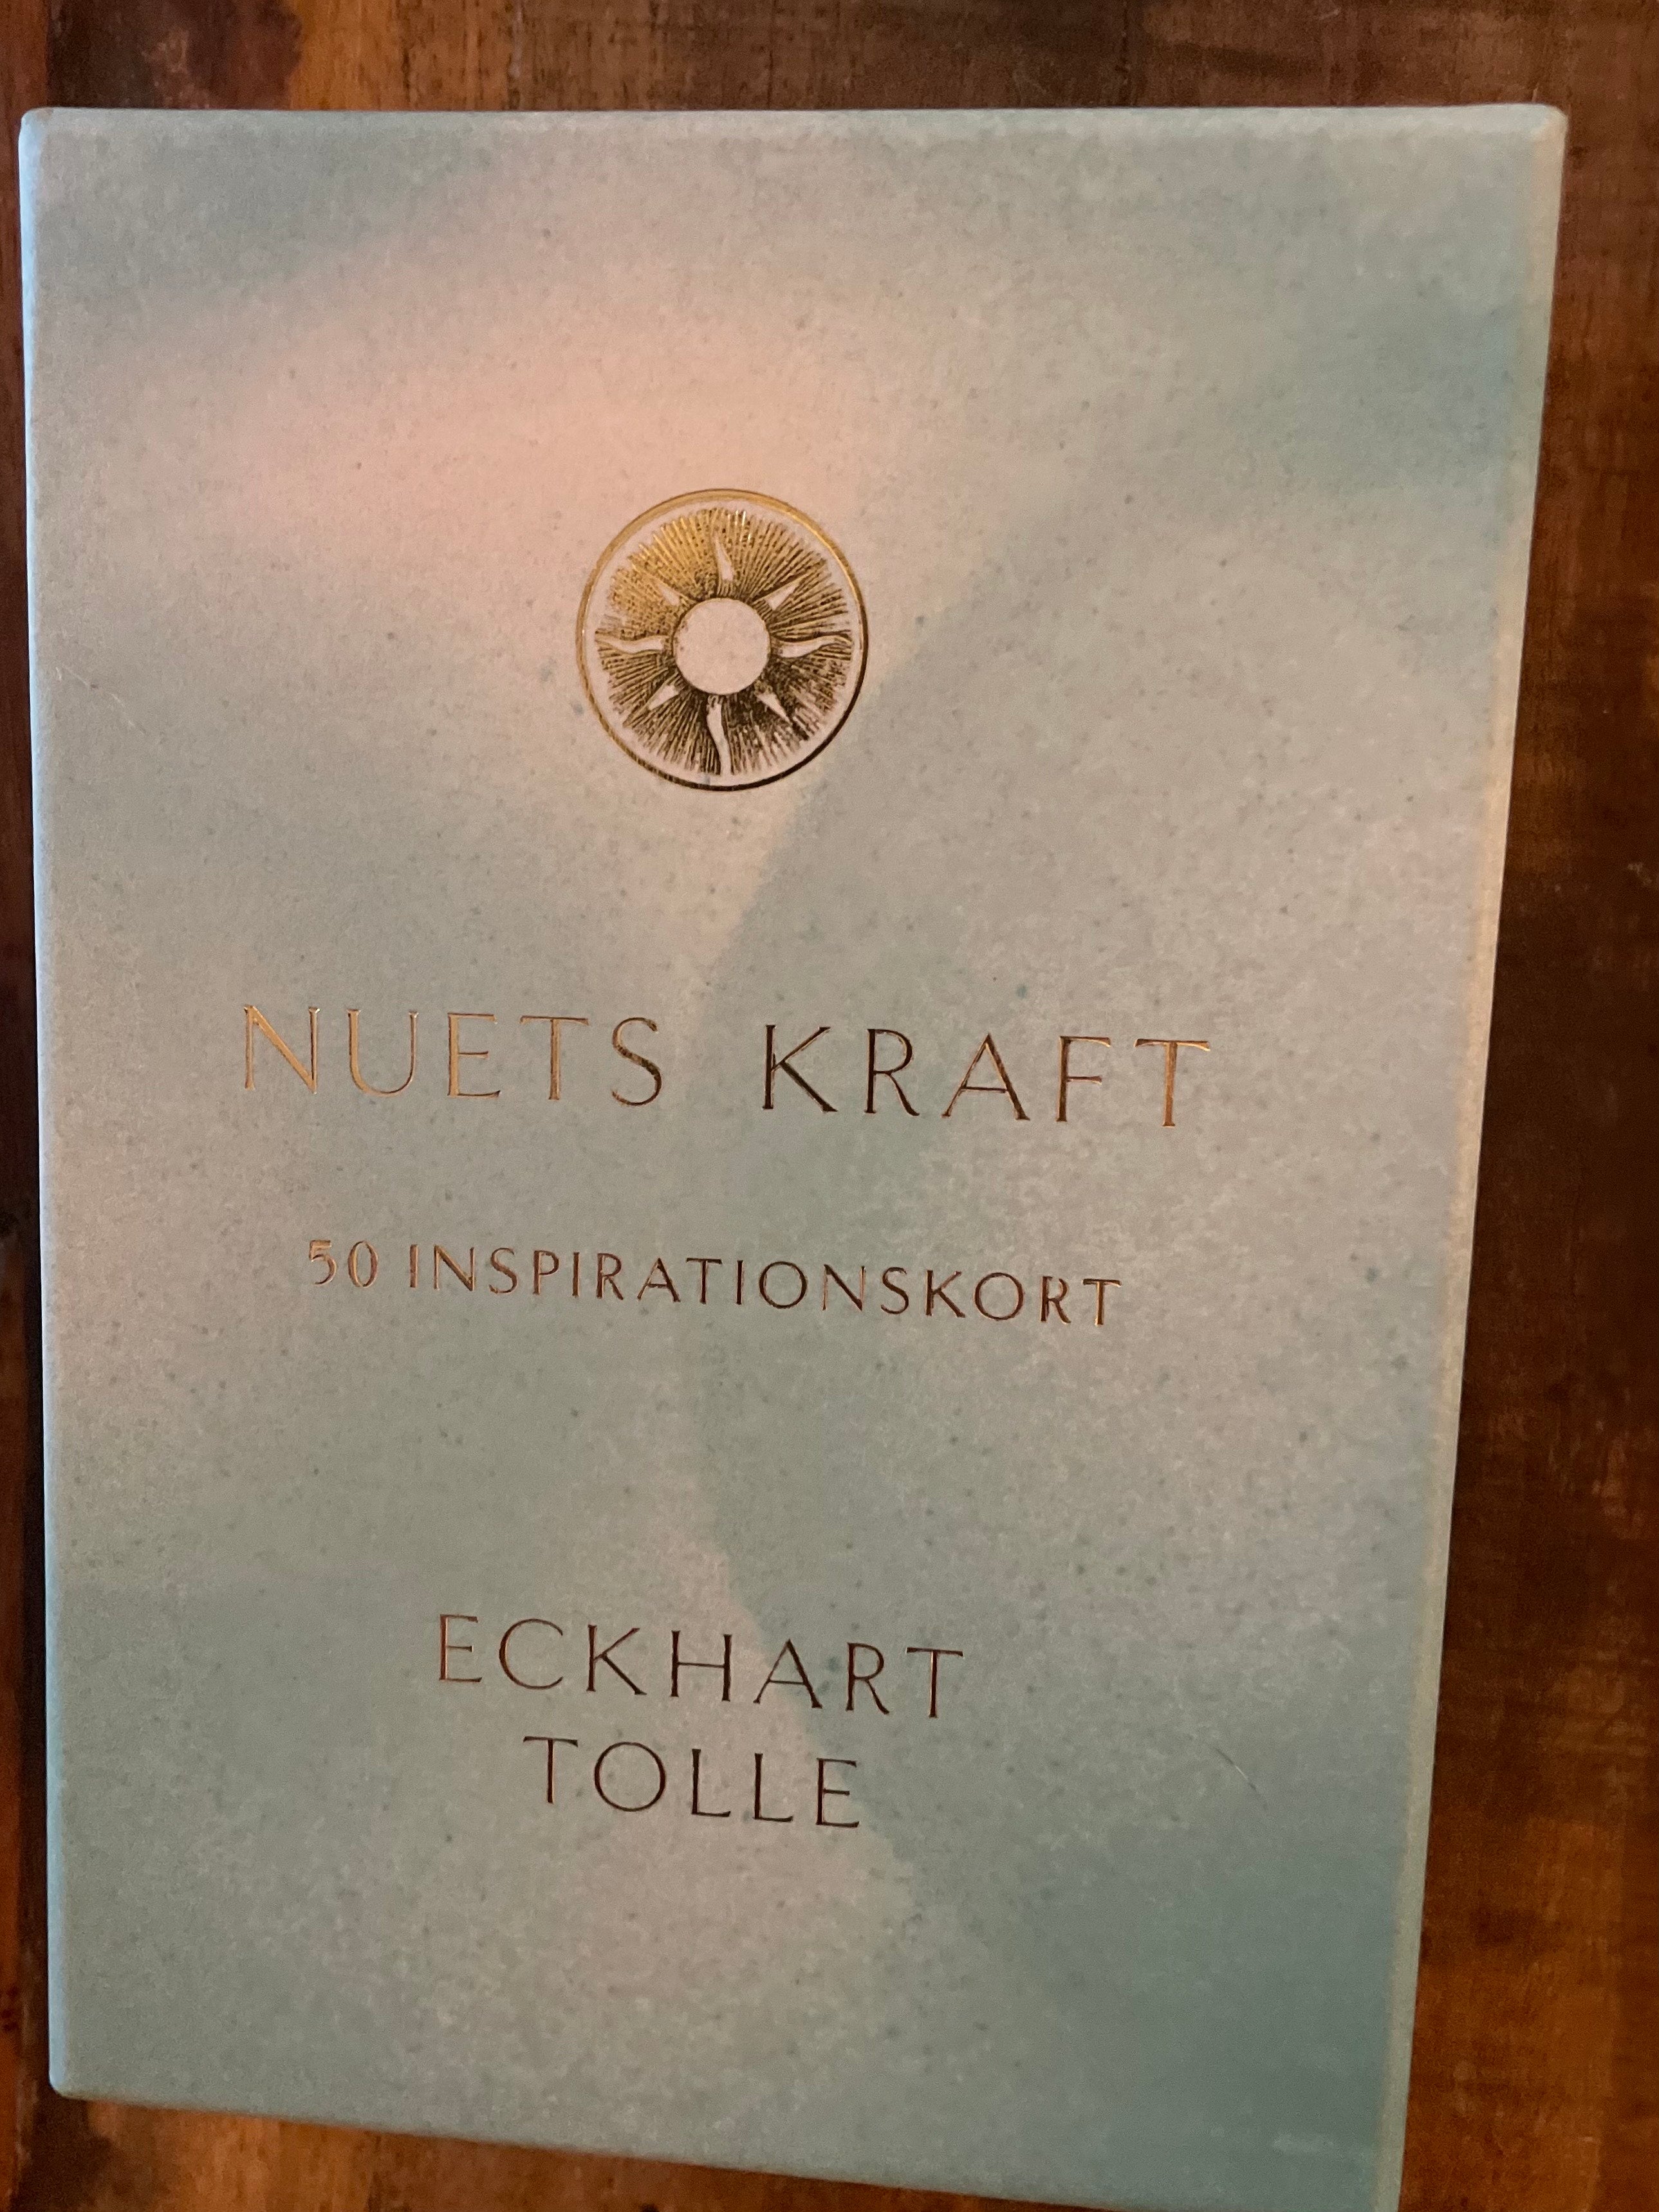 NUETS KRAFT
50 INSPIRATIONSKORT
ECKHART
TOLLE